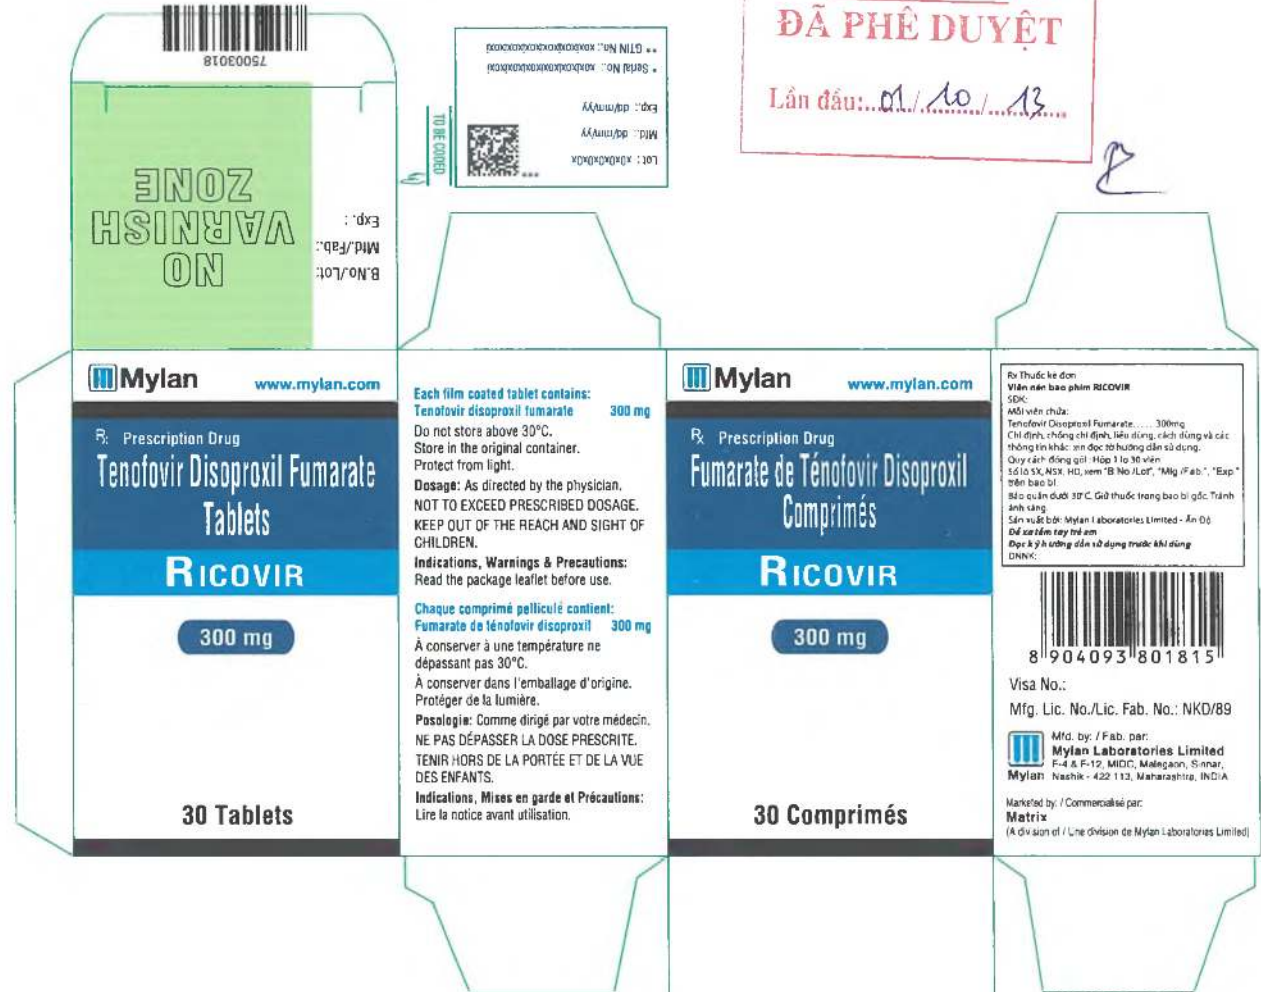 75003018
NO
VARNISH
ZONE
B.No./Lot:
Mfd./Fab.:
Exp. :
TO BE CODED
Lot : x0x0x0x0x0x
Mfd.: dd/mm/yyy
Exp.: dd/mm/yyy
* Serial No.:
** GTIN No.:
ĐÃ PHÊ DUYỆT
Lần đầu: 01/10/13
Mylan
www.mylan.com
Rx Prescription Drug
Tenofovir Disoproxil Fumarate
Tablets
RICOVIR
300 mg
30 Tablets
Each film coated tablet contains:
Tenofovir disoproxil fumarate 300 mg
Do not store above 30°C.
Store in the original container.
Protect from light.
Dosage: As directed by the physician.
NOT TO EXCEED PRESCRIBED DOSAGE.
KEEP OUT OF THE REACH AND SIGHT OF
CHILDREN.
Indications, Warnings & Precautions:
Read the package leaflet before use.
Chaque comprimé pelliculé contient:
Fumarate de ténofovir disoproxil 300 mg
À conserver à une température ne
dépassant pas 30°C.
À conserver dans l'emballage d'origine.
Protéger de la lumière.
Posologie: Comme dirigé par votre médecin.
NE PAS DÉPASSER LA DOSE PRESCRITE.
TENIR HORS DE LA PORTÉE ET DE LA VUE
DES ENFANTS.
Indications, Mises en garde et Précautions:
Lire la notice avant utilisation.
Mylan
www.mylan.com
Rx Prescription Drug
Fumarate de Ténofovir Disoproxil
Comprimés
RICOVIR
300 mg
30 Comprimés
Rx Thuốc kê đơn
Viên nén bao phim RICOVIR
SĐK:
Mỗi viên chứa:
Tenofovir Disoproxil Fumarate..... 300mg
Chỉ định, chống chỉ định, liều dùng, cách dùng và các
thông tin khác: xin đọc tờ hướng dẫn sử dụng.
Quy cách đóng gói: Hộp 1 lọ 30 viên
Số lô SX, NSX, HD, xem "B.No./Lot", "Mfg./Fab.", "Exp."
trên bao bì
Bảo quản dưới 30°C. Giữ thuốc trong bao bì gốc. Tránh
ánh sáng.
Sản xuất bởi: Mylan Laboratories Limited - Ấn Độ
Để xa tầm tay trẻ em
Đọc kỹ hướng dẫn sử dụng trước khi dùng
DNNK:
8 904093 801815
Visa No.:
Mfg. Lic. No./Lic. Fab. No.: NKD/89
Mfd. by: / Fab. par:
Mylan Laboratories Limited
F-4 & F-12, MIDC, Malegaon, Sinnar,
Mylan Nashik - 422 113, Maharashtra, INDIA
Marketed by: / Commercialisé par:
Matrix
(A division of / Une division de Mylan Laboratories Limited)